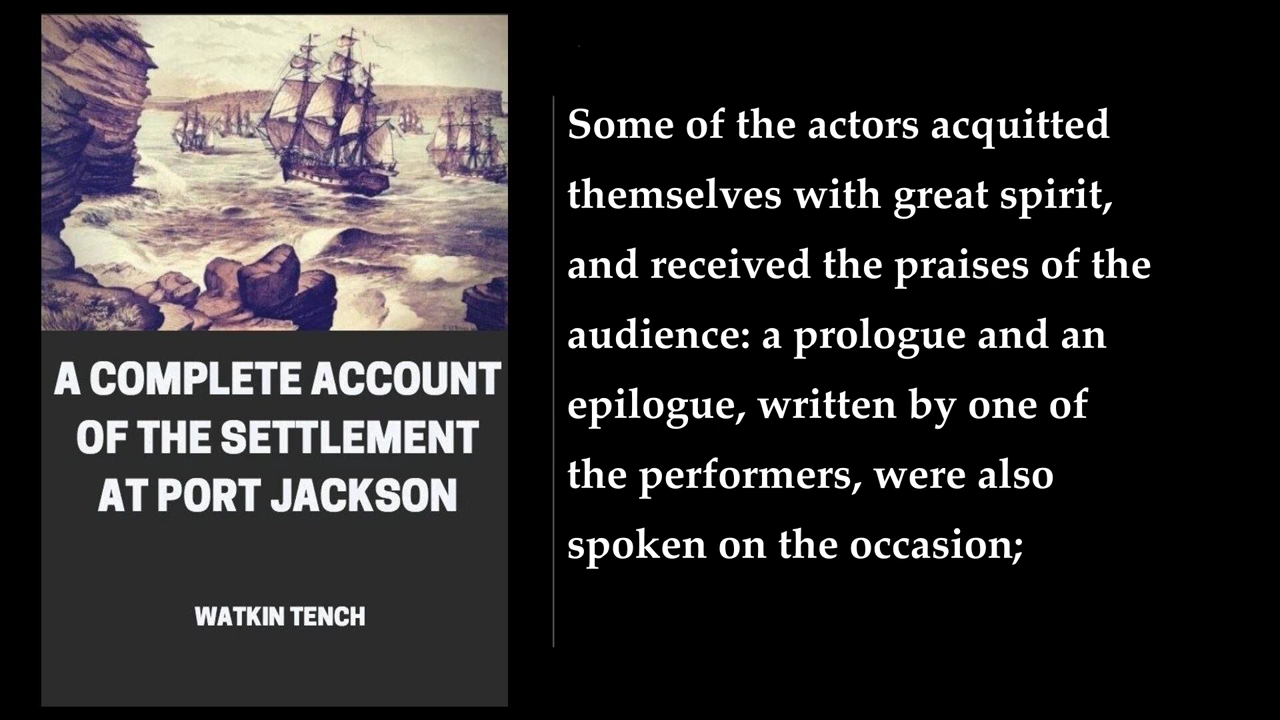 A COMPLETE ACCOUNT
OF THE SETTLEMENT
AT PORT JACKSON
WATKIN TENCH
Some of the actors acquitted
themselves with great spirit,
and received the praises of the
audience: a prologue and an
epilogue, written by one of
the performers, were also
spoken on the occasion;